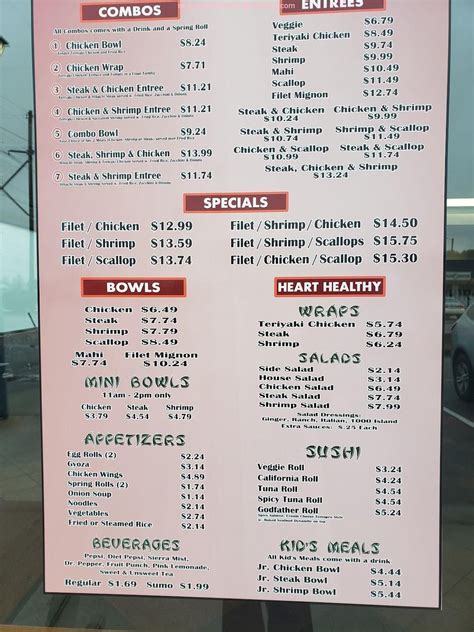 .com
COMBOS
All Combos comes with a Drink and a Spring Roll
1 Chicken Bowl $8.24
2 Chicken Wrap $7.71
3 Steak & Chicken Entree $11.21
4 Chicken & Shrimp Entree $11.21
5 Combo Bowl $9.24
6 Steak, Shrimp & Chicken $13.99
7 Steak & Shrimp Entree $11.74
ENTREES
Veggie $6.79
Teriyaki Chicken $8.49
Steak $9.74
Shrimp $9.99
Mahi $10.49
Scallop $11.49
Filet Mignon $12.74
Steak & Chicken $10.24
Chicken & Shrimp $9.99
Steak & Shrimp $10.74
Shrimp & Scallop $11.49
Chicken & Scallop $10.99
Steak & Scallop $11.74
Steak, Chicken & Shrimp
$13.24
SPECIALS
Filet / Chicken $12.99
Filet / Shrimp $13.59
Filet / Scallop $13.74
Filet / Shrimp / Chicken $14.50
Filet / Shrimp / Scallops $15.75
Filet / Chicken / Scallop $15.30
BOWLS
Chicken $6.49
Steak $7.74
Shrimp $7.79
Scallop $8.49
Mahi Filet Mignon
$7.74 $10.24
MINI BOWLS
11am - 2pm only
Chicken Steak Shrimp
$3.79 $4.54 $4.79
APPETIZERS
Egg Rolls (2) $2.24
Gyoza $3.14
Chicken Wings $4.89
Spring Rolls (2) $1.74
Onion Soup $1.14
Noodles $2.14
Vegetables $2.74
Fried or Steamed Rice $2.14
BEVERAGES
Pepsi, Diet Pepsi, Sierra Mist,
Dr. Pepper, Fruit Punch, Pink Lemonade,
Sweet & Unsweet Tea
Regular $1.69 Sumo $1.99
HEART HEALTHY
WRAPS
Teriyaki Chicken $5.74
Steak $6.79
Shrimp $6.24
SALADS
Side Salad $2.14
House Salad $3.14
Chicken Salad $6.49
Steak Salad $7.74
Shrimp Salad $7.99
Salad Dressings:
Ginger, Ranch, Italian, 1000 Island
Extra Sauces: $.25 Each
SUSHI
Veggie Roll $3.24
California Roll $4.24
Tuna Roll $4.54
Spicy Tuna Roll $4.54
Godfather Roll $5.24
KID'S MEALS
All Kid's Meals come with a drink
Jr. Chicken Bowl $4.44
Jr. Steak Bowl $5.14
Jr. Shrimp Bowl $5.44